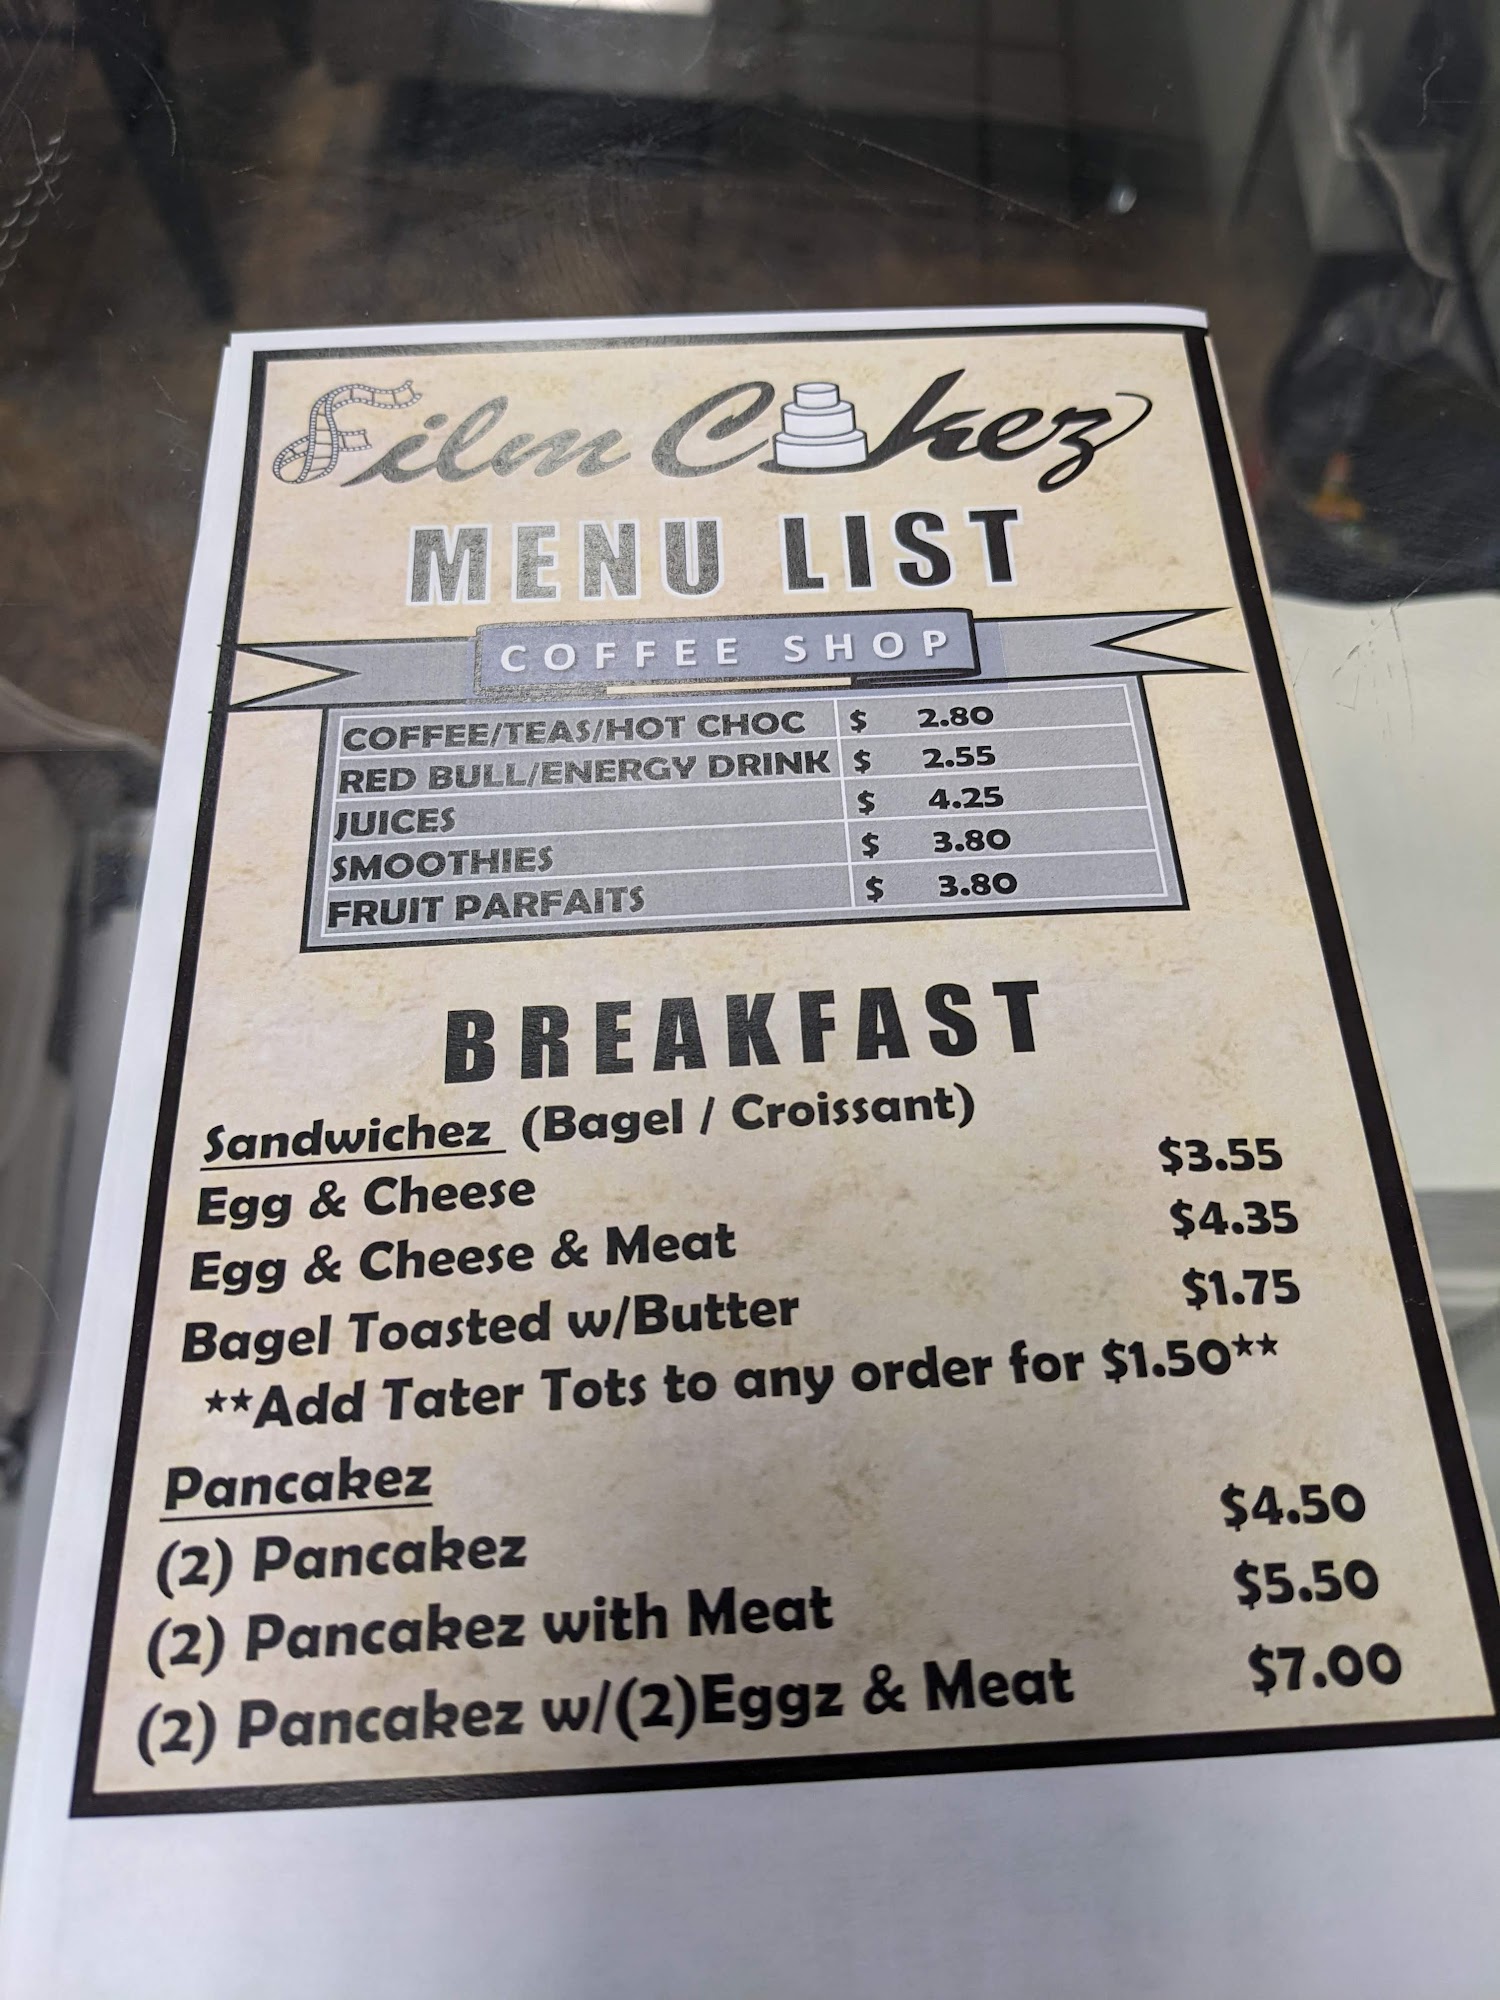 Film Cakez
MENU LIST
COFFEE SHOP
COFFEE/TEAS/HOT CHOC $ 2.80
RED BULL/ENERGY DRINK $ 2.55
JUICES $ 4.25
SMOOTHIES $ 3.80
FRUIT PARFAITS $ 3.80
BREAKFAST
Sandwichez (Bagel / Croissant)
Egg & Cheese $3.55
Egg & Cheese & Meat $4.35
Bagel Toasted w/Butter $1.75
**Add Tater Tots to any order for $1.50**
Pancakez
(2) Pancakez $4.50
(2) Pancakez with Meat $5.50
(2) Pancakez w/(2)Eggz & Meat $7.00